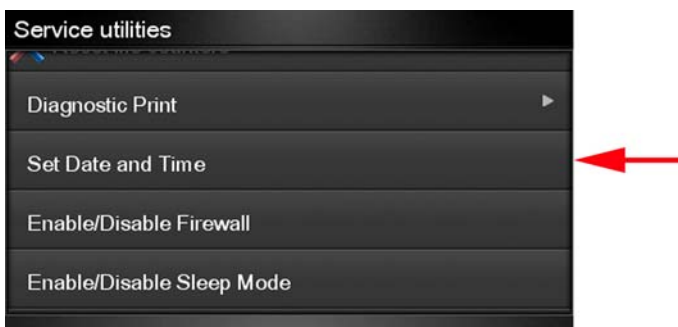 Service utilities
Diagnostic Print
Set Date and Time
Enable/Disable Firewall
Enable/Disable Sleep Mode